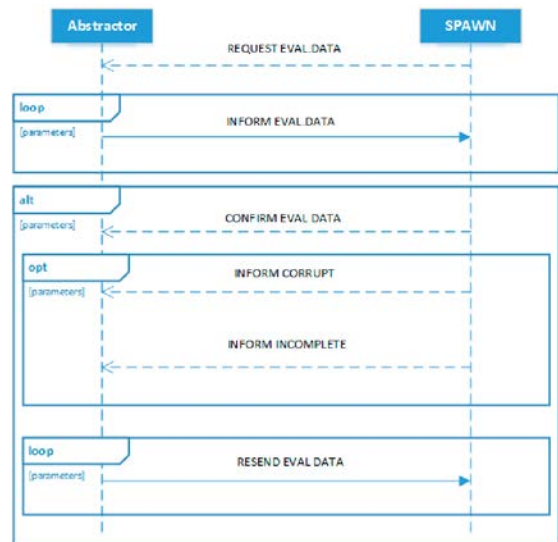 Abstractor
SPAWN
REQUEST EVAL.DATA
loop
[parameters]
INFORM EVAL.DATA
alt
[parameters]
CONFIRM EVAL DATA
opt
[parameters]
INFORM CORRUPT
INFORM INCOMPLETE
loop
[parameters]
RESEND EVAL DATA